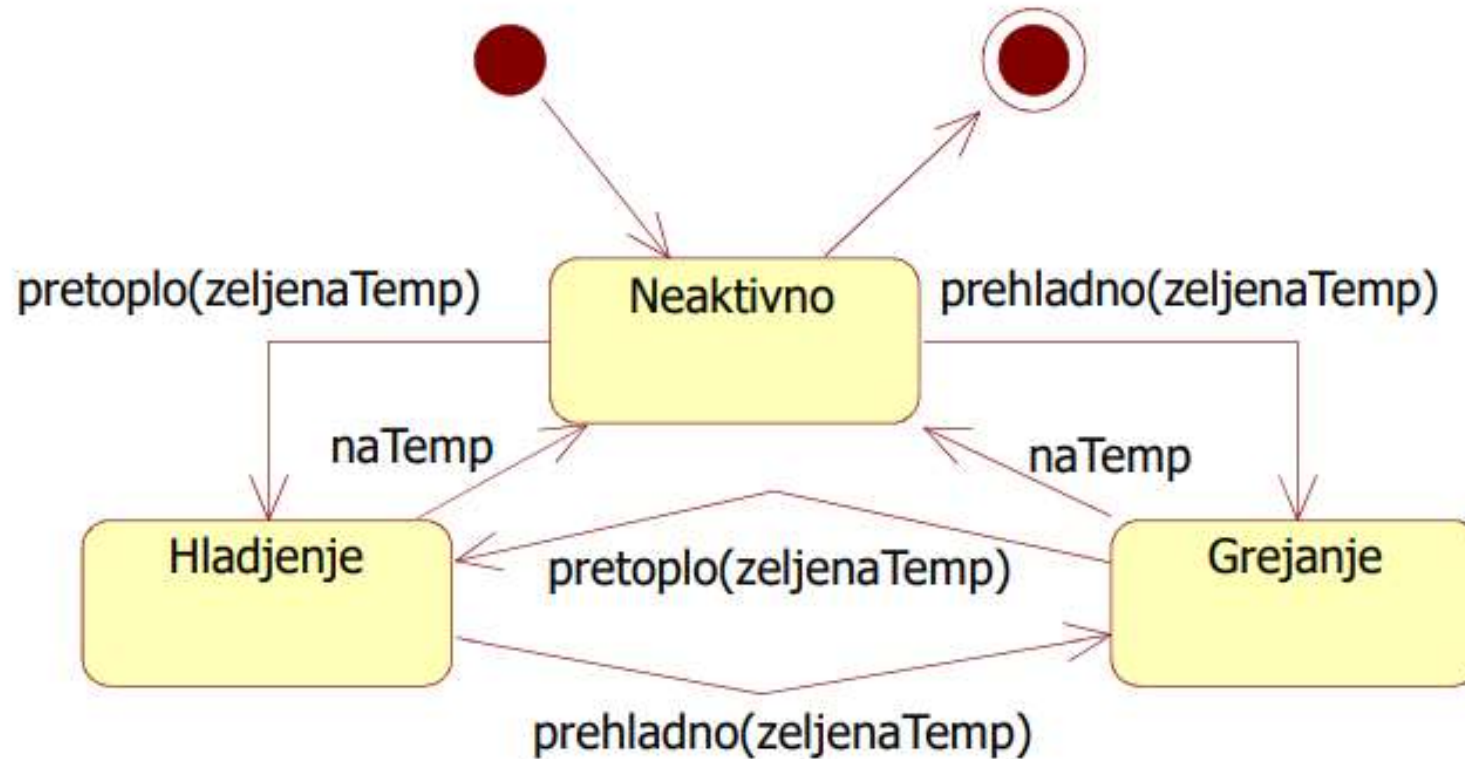 Neaktivno
pretoplo(zeljenaTemp)
prehladno(zeljenaTemp)
naTemp
naTemp
Hladjenje
pretoplo(zeljenaTemp)
Grejanje
prehladno(zeljenaTemp)